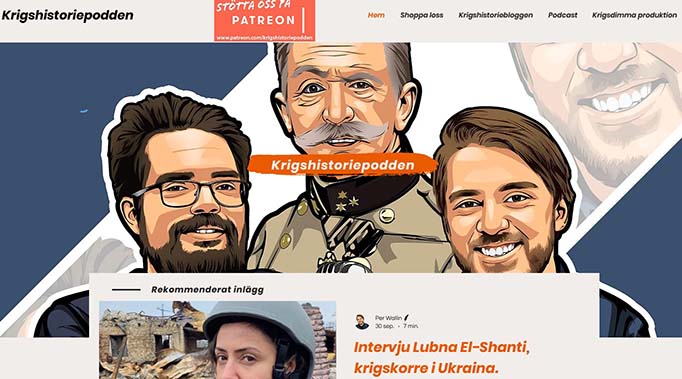 Krigshistoriepodden
STÖTTA OSS PÅ
PATREON
www.patreon.com/krigshistoriepodden
Hem
Shoppa loss
Krigshistoriebloggen
Podcast
Krigsdimma produktion
Krigshistoriepodden
Rekommenderat inlägg
Per Wallin
30 sep. · 7 min.
Intervju Lubna El-Shanti,
krigskorre i Ukraina.